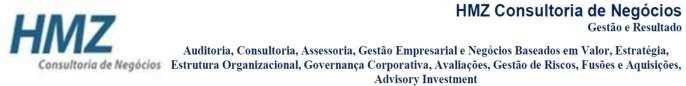 HMZ
Consultoria de Negócios
HMZ Consultoria de Negócios
Gestão e Resultado
Auditoria, Consultoria, Assessoria, Gestão Empresarial e Negócios Baseados em Valor, Estratégia,
Estrutura Organizacional, Governança Corporativa, Avaliações, Gestão de Riscos, Fusões e Aquisições,
Advisory Investment